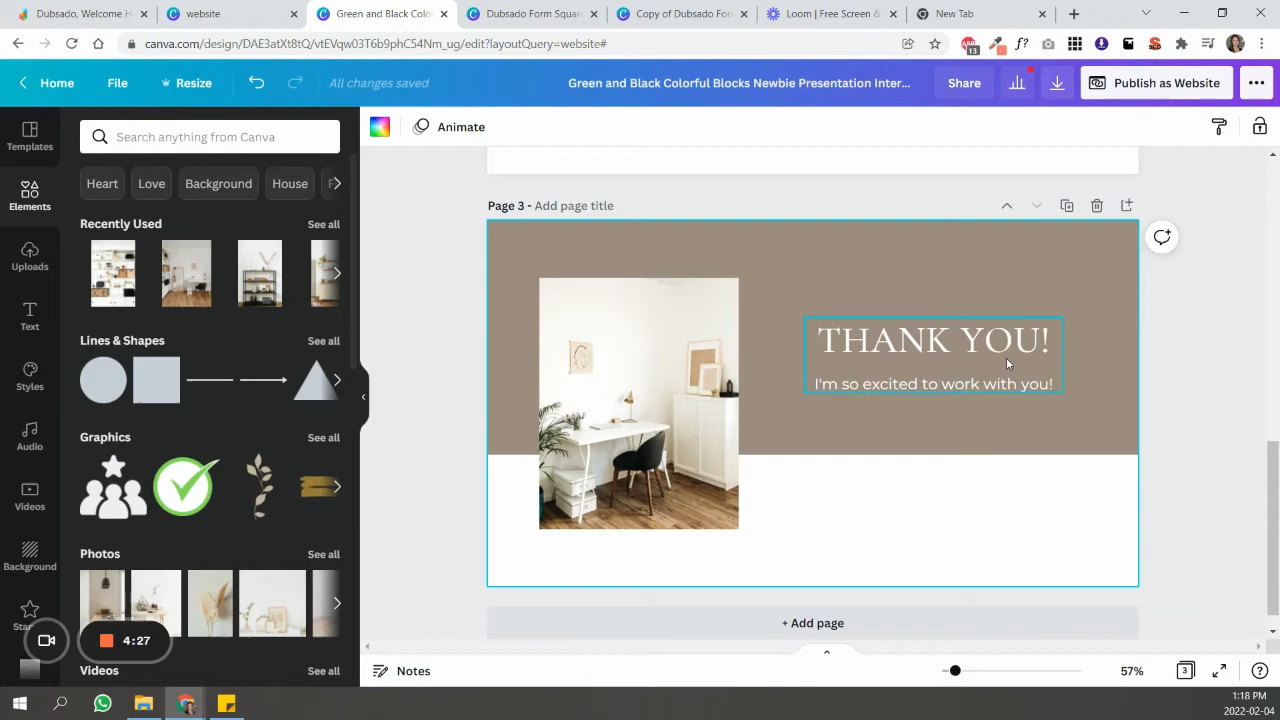 Dubsado, Welcome H
website
Green and Black Colo
Dubsado Form Squar
Copy of Dubsado For
Loom | Free Screen &
New Tab
canva.com/design/DAE3atXt8tQ/vtEVqw03T6b9phC54Nm_ug/edit?layoutQuery=website#
13
f?
Home
File
Resize
All changes saved
Green and Black Colorful Blocks Newbie Presentation Inter...
Share
Publish as Website
Templates
Elements
Uploads
Text
Styles
Audio
Videos
Background
Search anything from Canva
Heart
Love
Background
House
Recently Used
See all
Lines & Shapes
See all
Graphics
See all
Photos
See all
Videos
See all
4:27
Animate
Page 3 - Add page title
THANK YOU!
I'm so excited to work with you!
+ Add page
Notes
57%
3
1:18 PM
2022-02-04